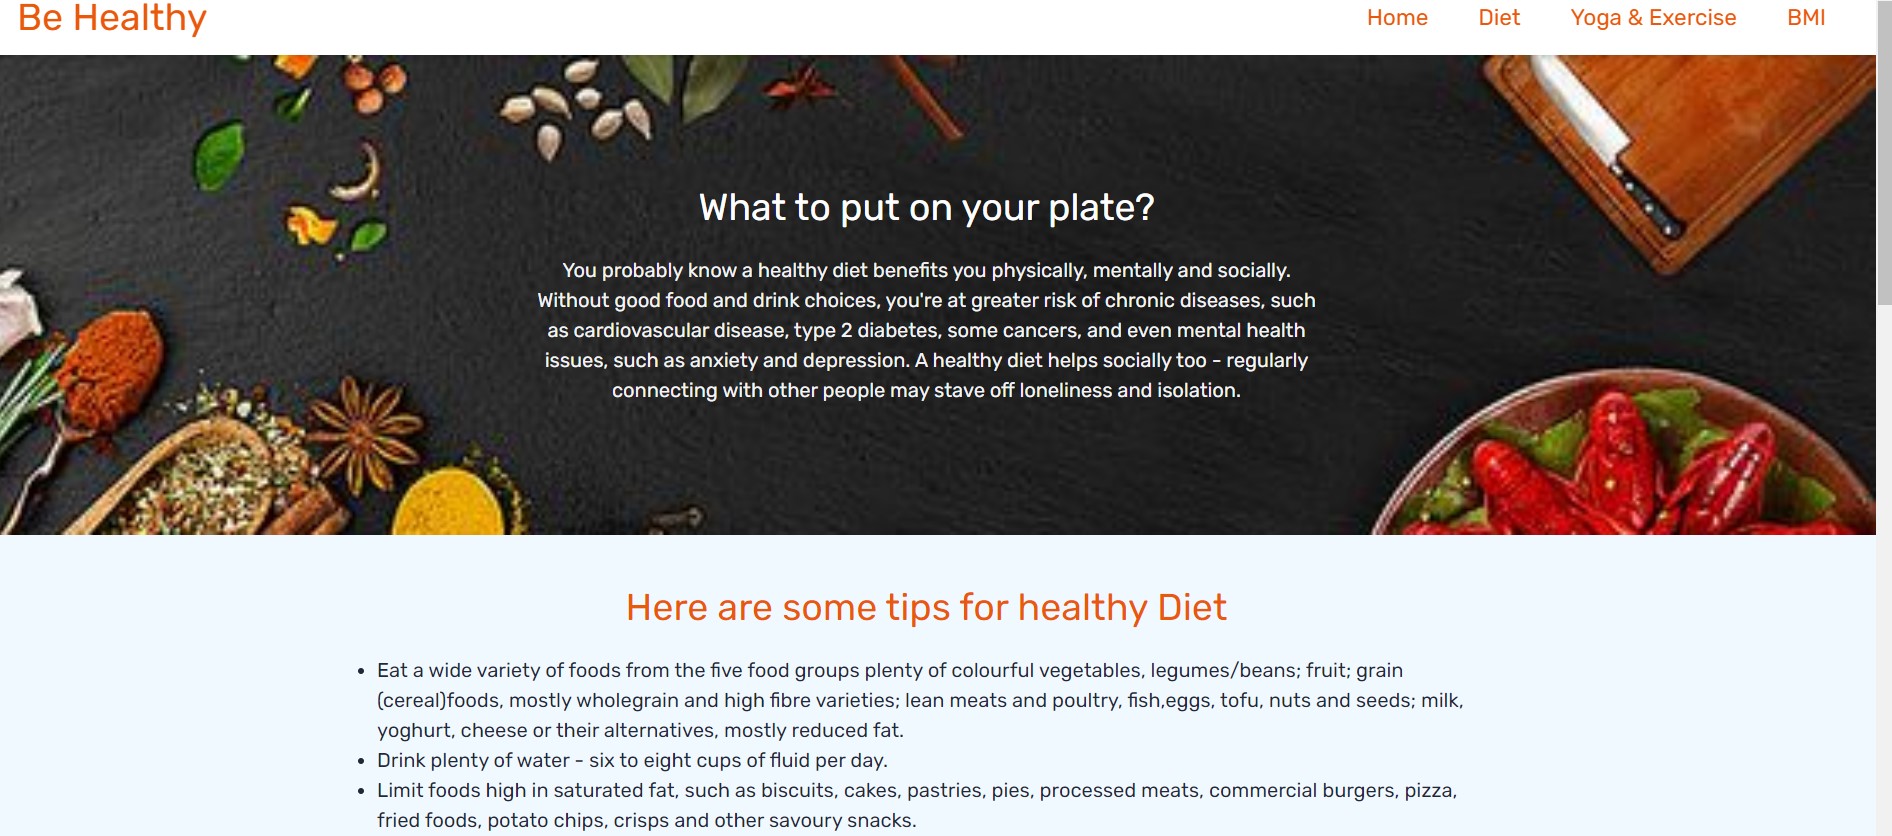 Be Healthy
Home Diet Yoga & Exercise BMI
What to put on your plate?
You probably know a healthy diet benefits you physically, mentally and socially.
Without good food and drink choices, you're at greater risk of chronic diseases, such
as cardiovascular disease, type 2 diabetes, some cancers, and even mental health
issues, such as anxiety and depression. A healthy diet helps socially too - regularly
connecting with other people may stave off loneliness and isolation.
Here are some tips for healthy Diet
• Eat a wide variety of foods from the five food groups plenty of colourful vegetables, legumes/beans; fruit; grain
(cereal)foods, mostly wholegrain and high fibre varieties; lean meats and poultry, fish,eggs, tofu, nuts and seeds; milk,
yoghurt, cheese or their alternatives, mostly reduced fat.
• Drink plenty of water - six to eight cups of fluid per day.
• Limit foods high in saturated fat, such as biscuits, cakes, pastries, pies, processed meats, commercial burgers, pizza,
fried foods, potato chips, crisps and other savoury snacks.